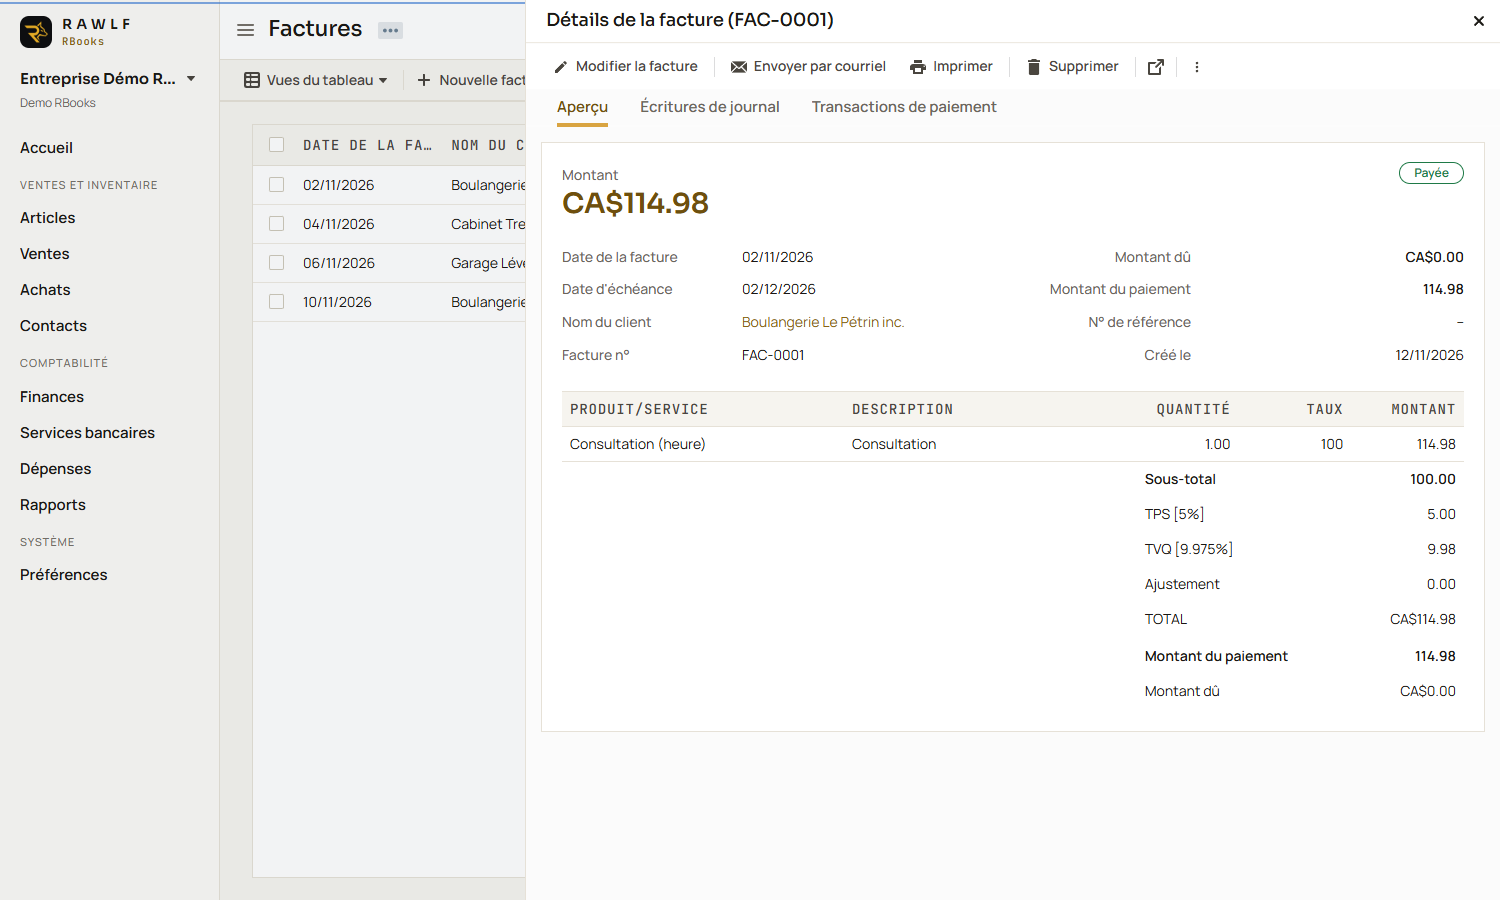 RAWLF
RBooks
Entreprise Démo R...
Demo RBooks
Accueil
VENTES ET INVENTAIRE
Articles
Ventes
Achats
Contacts
COMPTABILITÉ
Finances
Services bancaires
Dépenses
Rapports
SYSTÈME
Préférences
Factures
Vues du tableau
Nouvelle fact
DATE DE LA FA… NOM DU C
02/11/2026 Boulangerie
04/11/2026 Cabinet Tre
06/11/2026 Garage Léve
10/11/2026 Boulangerie
Détails de la facture (FAC-0001)
Modifier la facture Envoyer par courriel Imprimer Supprimer
Aperçu Écritures de journal Transactions de paiement
Montant
CA$114.98
Payée
Date de la facture 02/11/2026 Montant dû CA$0.00
Date d'échéance 02/12/2026 Montant du paiement 114.98
Nom du client Boulangerie Le Pétrin inc. N° de référence –
Facture n° FAC-0001 Créé le 12/11/2026
PRODUIT/SERVICE DESCRIPTION QUANTITÉ TAUX MONTANT
Consultation (heure) Consultation 1.00 100 114.98
Sous-total 100.00
TPS [5%] 5.00
TVQ [9.975%] 9.98
Ajustement 0.00
TOTAL CA$114.98
Montant du paiement 114.98
Montant dû CA$0.00